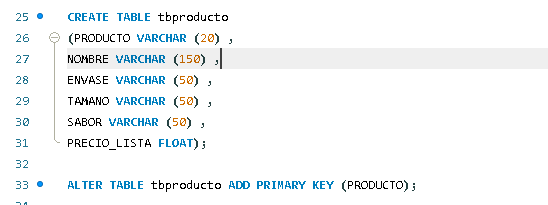 25 CREATE TABLE tbproducto
26 (PRODUCTO VARCHAR (20) ,
27 NOMBRE VARCHAR (150) ,
28 ENVASE VARCHAR (50) ,
29 TAMANO VARCHAR (50) ,
30 SABOR VARCHAR (50) ,
31 PRECIO_LISTA FLOAT);
32
33 ALTER TABLE tbproducto ADD PRIMARY KEY (PRODUCTO);